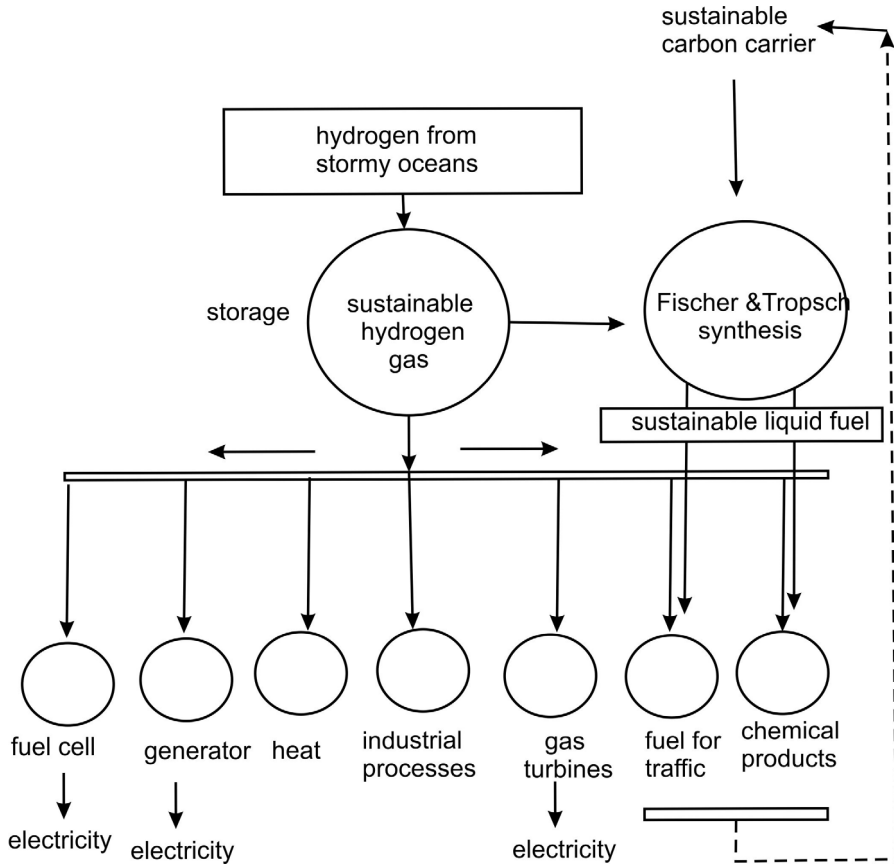 sustainable
carbon carrier
hydrogen from
stormy oceans
storage
sustainable
hydrogen
gas
Fischer &Tropsch
synthesis
sustainable liquid fuel
fuel cell
generator
heat
industrial
processes
gas
turbines
fuel for
traffic
chemical
products
electricity
electricity
electricity